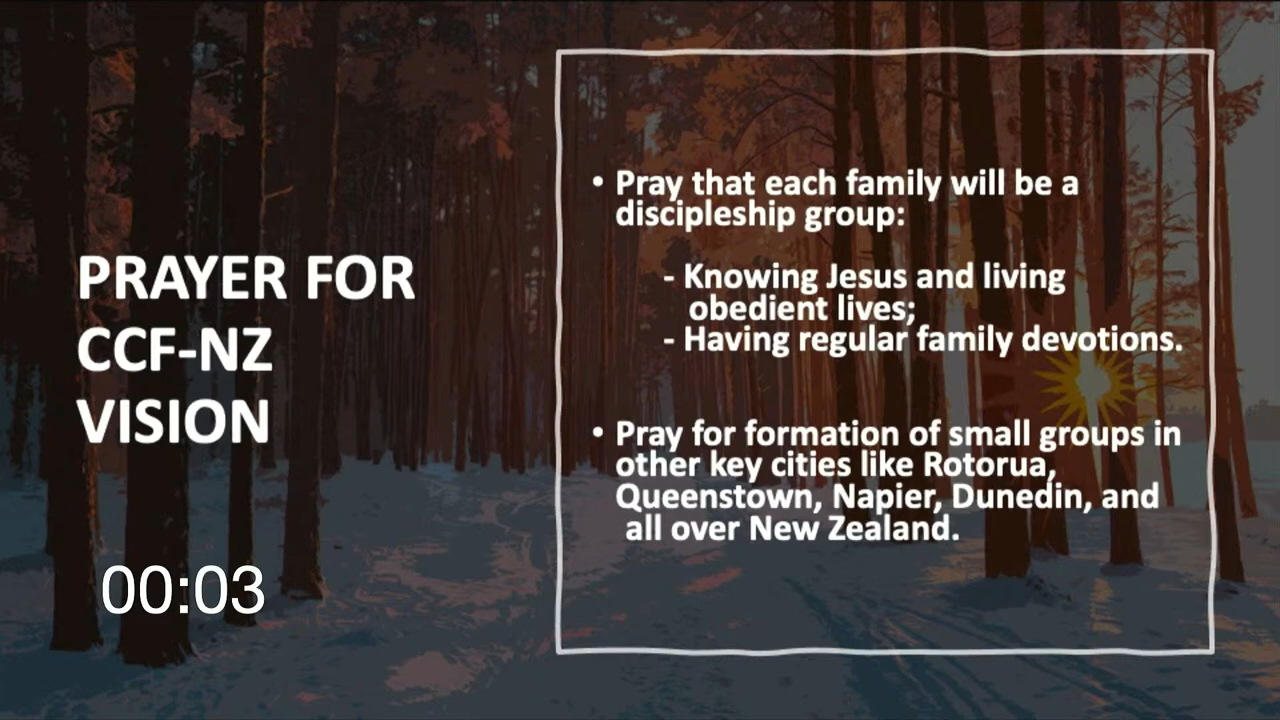 PRAYER FOR
CCF-NZ
VISION
00:03
• Pray that each family will be a
discipleship group:
- Knowing Jesus and living
obedient lives;
- Having regular family devotions.
• Pray for formation of small groups in
other key cities like Rotorua,
Queenstown, Napier, Dunedin, and
all over New Zealand.